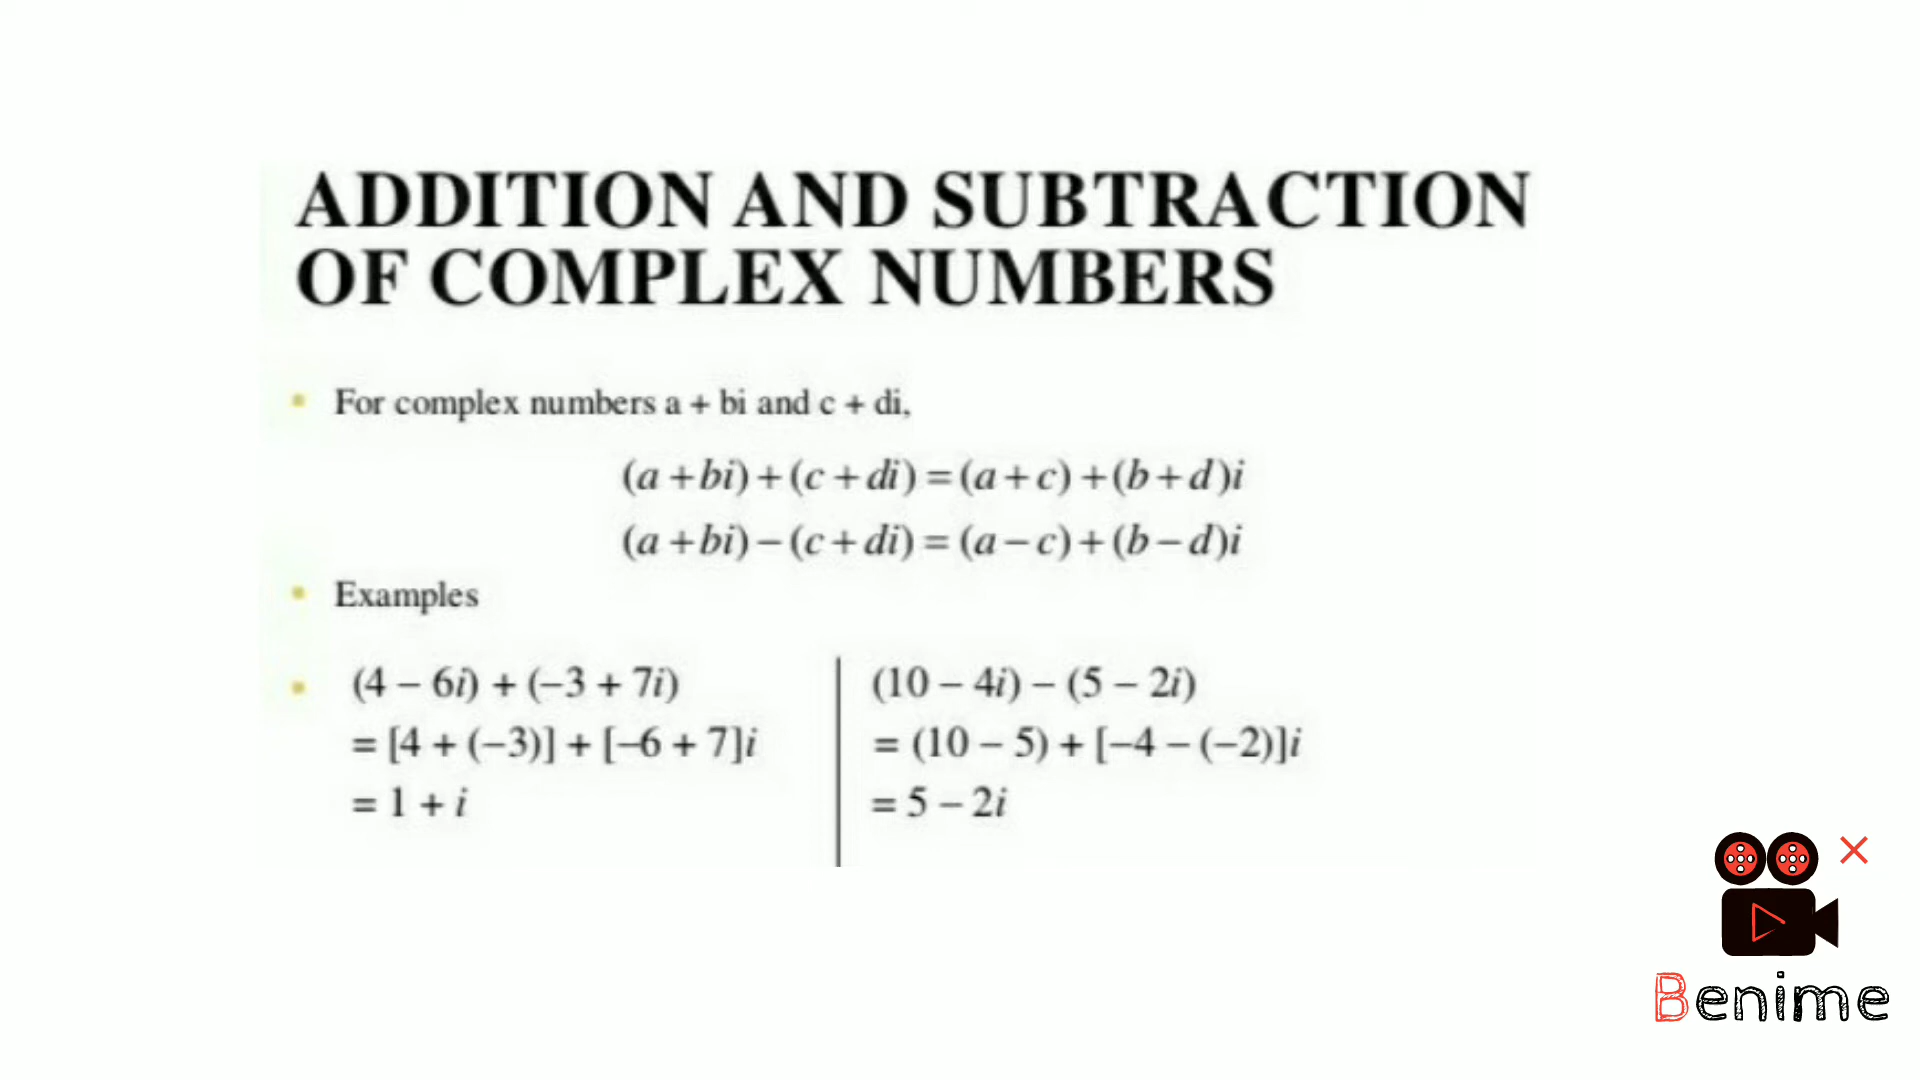 ADDITION AND SUBTRACTION
OF COMPLEX NUMBERS
For complex numbers a + bi and c + di,
(a + bi) + (c + di) = (a + c) + (b + d)i
(a + bi) − (c + di) = (a − c) + (b − d)i
Examples
(4 – 6i) + (–3 + 7i)
= [4 + (–3)] + [–6 + 7]i
= 1 + i
(10 – 4i) – (5 – 2i)
= (10 – 5) + [–4 – (–2)]i
= 5 – 2i
Benime